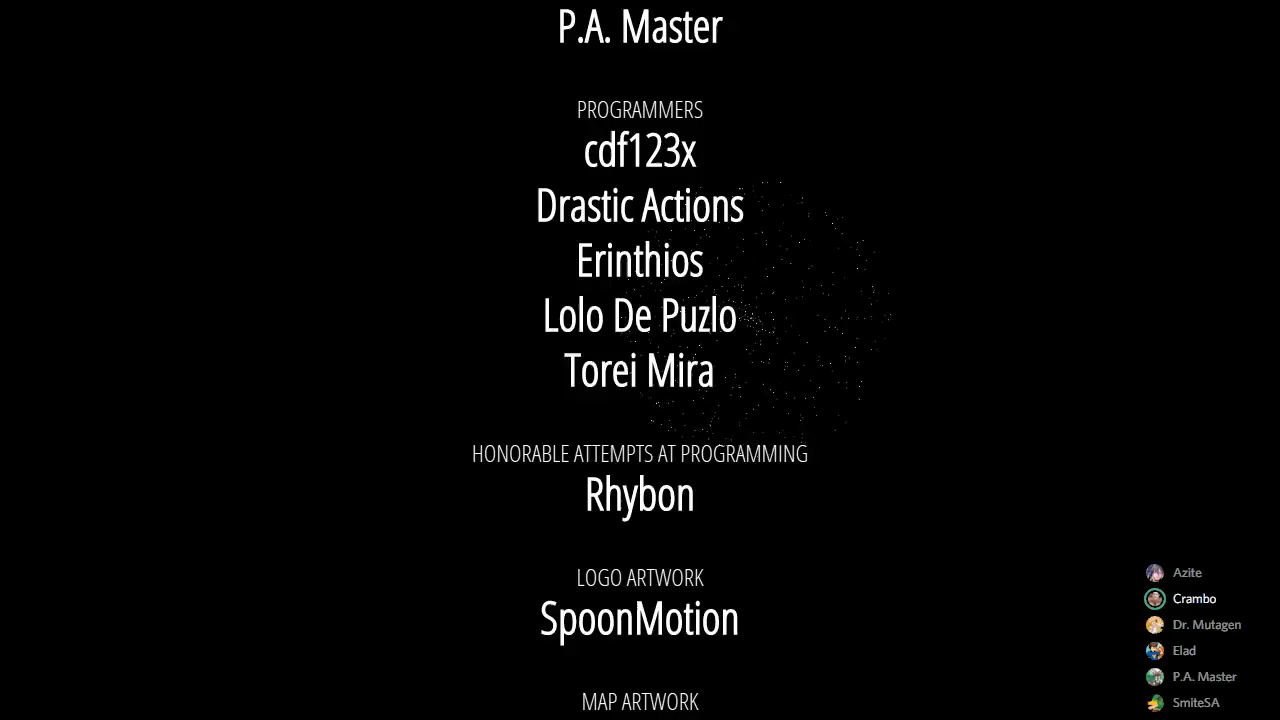 P.A. Master
PROGRAMMERS
cdf123x
Drastic Actions
Erinthios
Lolo De Puzlo
Torei Mira
HONORABLE ATTEMPTS AT PROGRAMMING
Rhybon
LOGO ARTWORK
SpoonMotion
MAP ARTWORK
Azite
Crambo
Dr. Mutagen
Elad
P.A. Master
SmiteSA